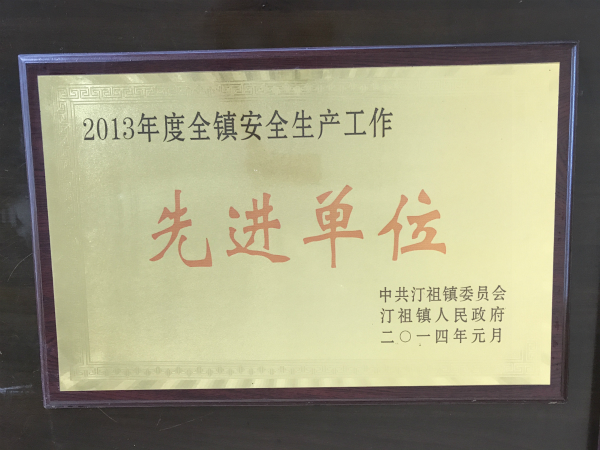 2013年度全镇安全生产工作
先进单位
中共汀祖镇委员会
汀祖镇人民政府
二〇一四年元月